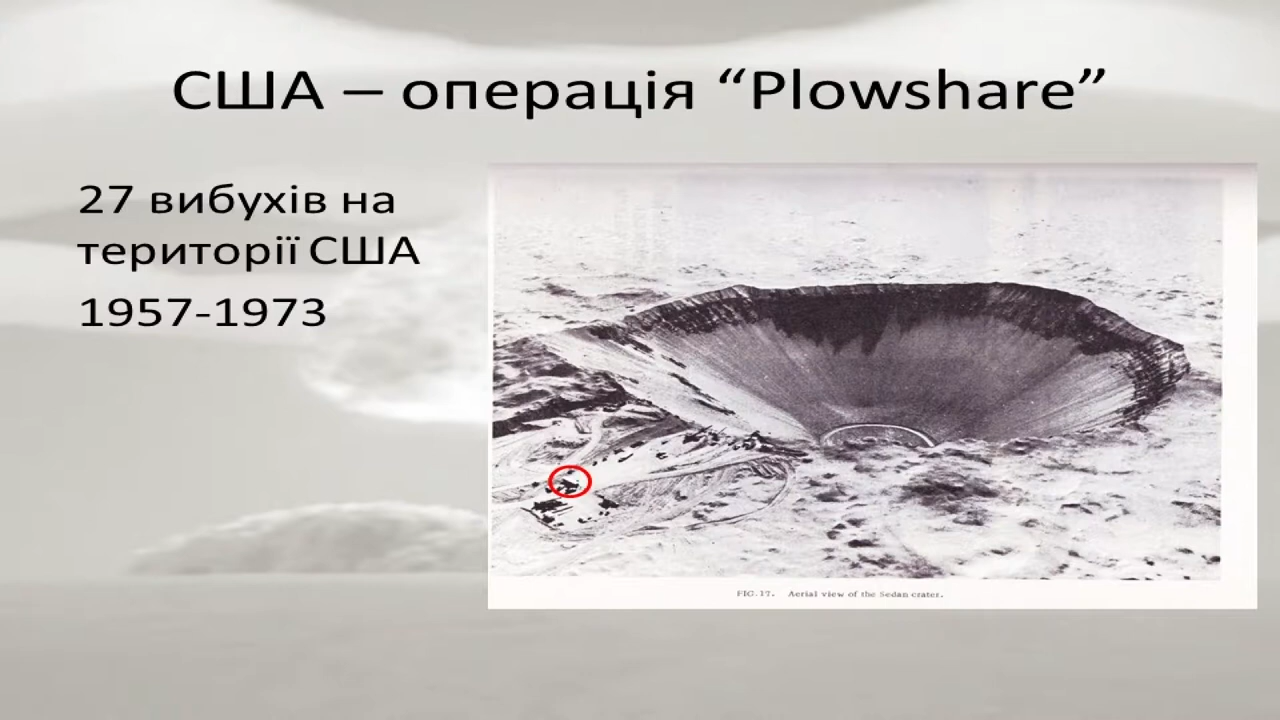 США – операція “Plowshare”
27 вибухів на
території США
1957-1973
FIG. 17. Aerial view of the Sedan crater.